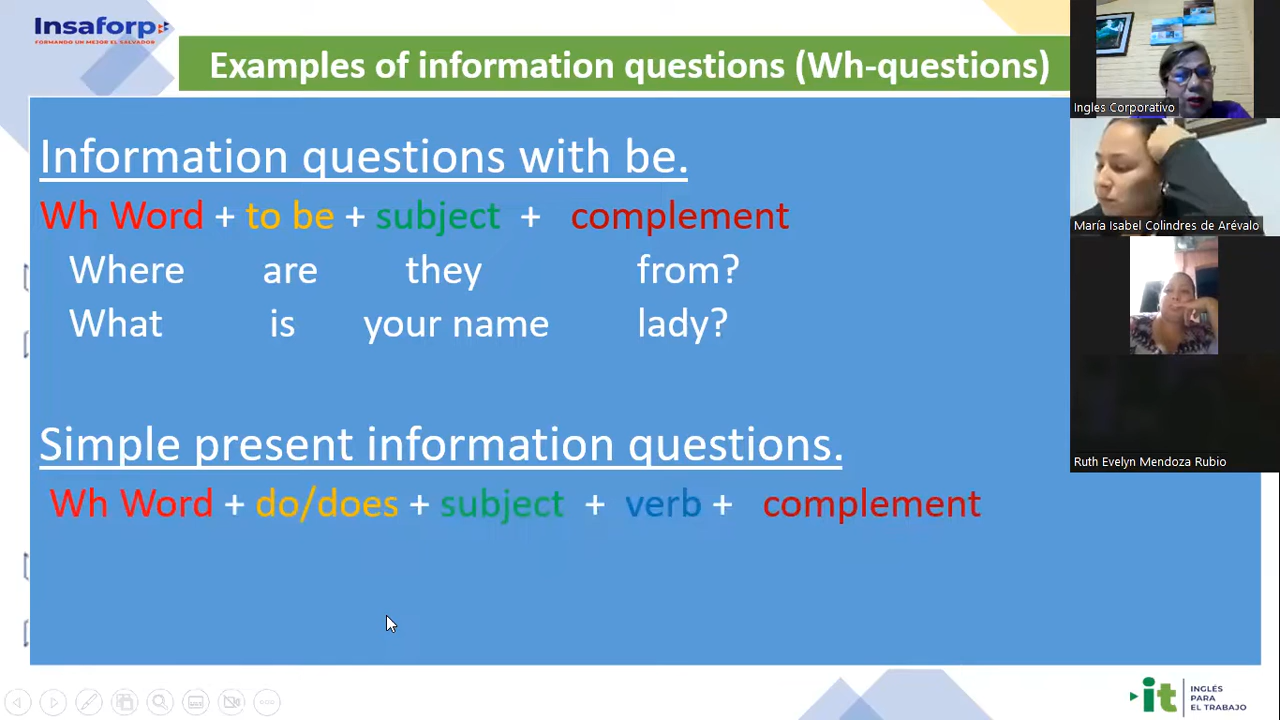 Insaforp
FORMANDO UN MEJOR EL SALVADOR
Examples of information questions (Wh-questions)
Information questions with be.
Wh Word + to be + subject + complement
Where are they from?
What is your name lady?
Simple present information questions.
Wh Word + do/does + subject + verb + complement
Ingles Corporativo
María Isabel Colindres de Arévalo
Ruth Evelyn Mendoza Rubio
it INGLÉS
PARA
EL TRABAJO